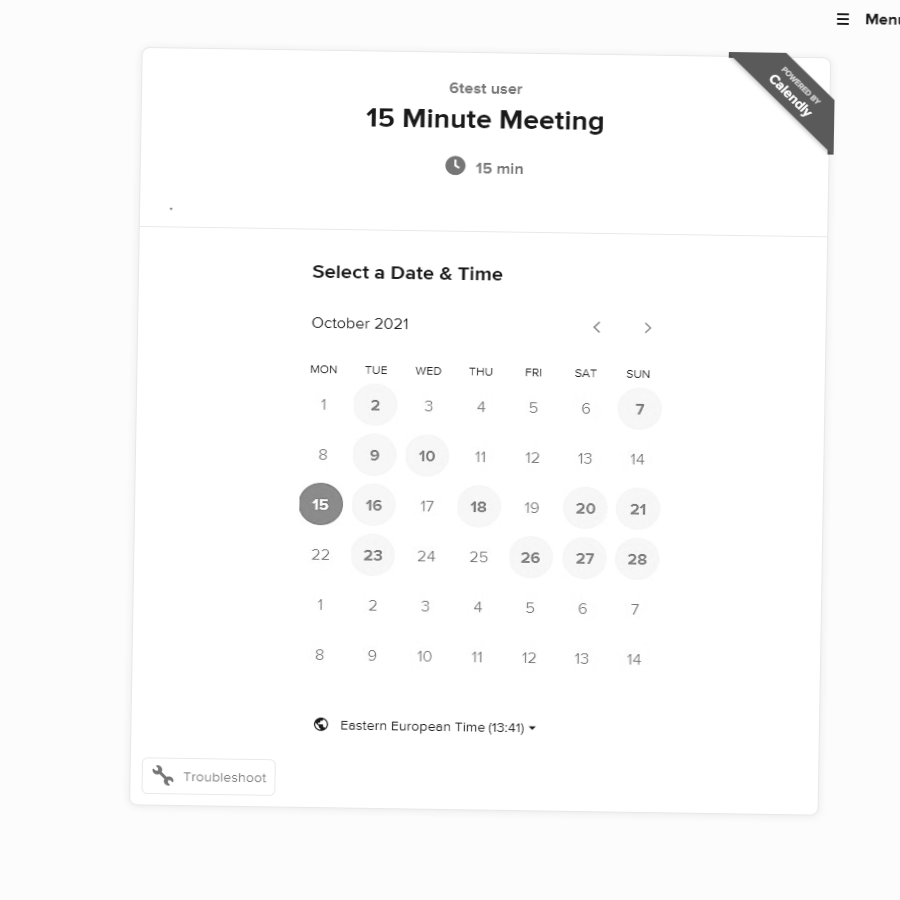 ☰ Menu
POWERED BY
Calendly
6test user
15 Minute Meeting
15 min
.
Select a Date & Time
October 2021
MON TUE WED THU FRI SAT SUN
1 2 3 4 5 6 7
8 9 10 11 12 13 14
15 16 17 18 19 20 21
22 23 24 25 26 27 28
1 2 3 4 5 6 7
8 9 10 11 12 13 14
Eastern European Time (13:41)
Troubleshoot